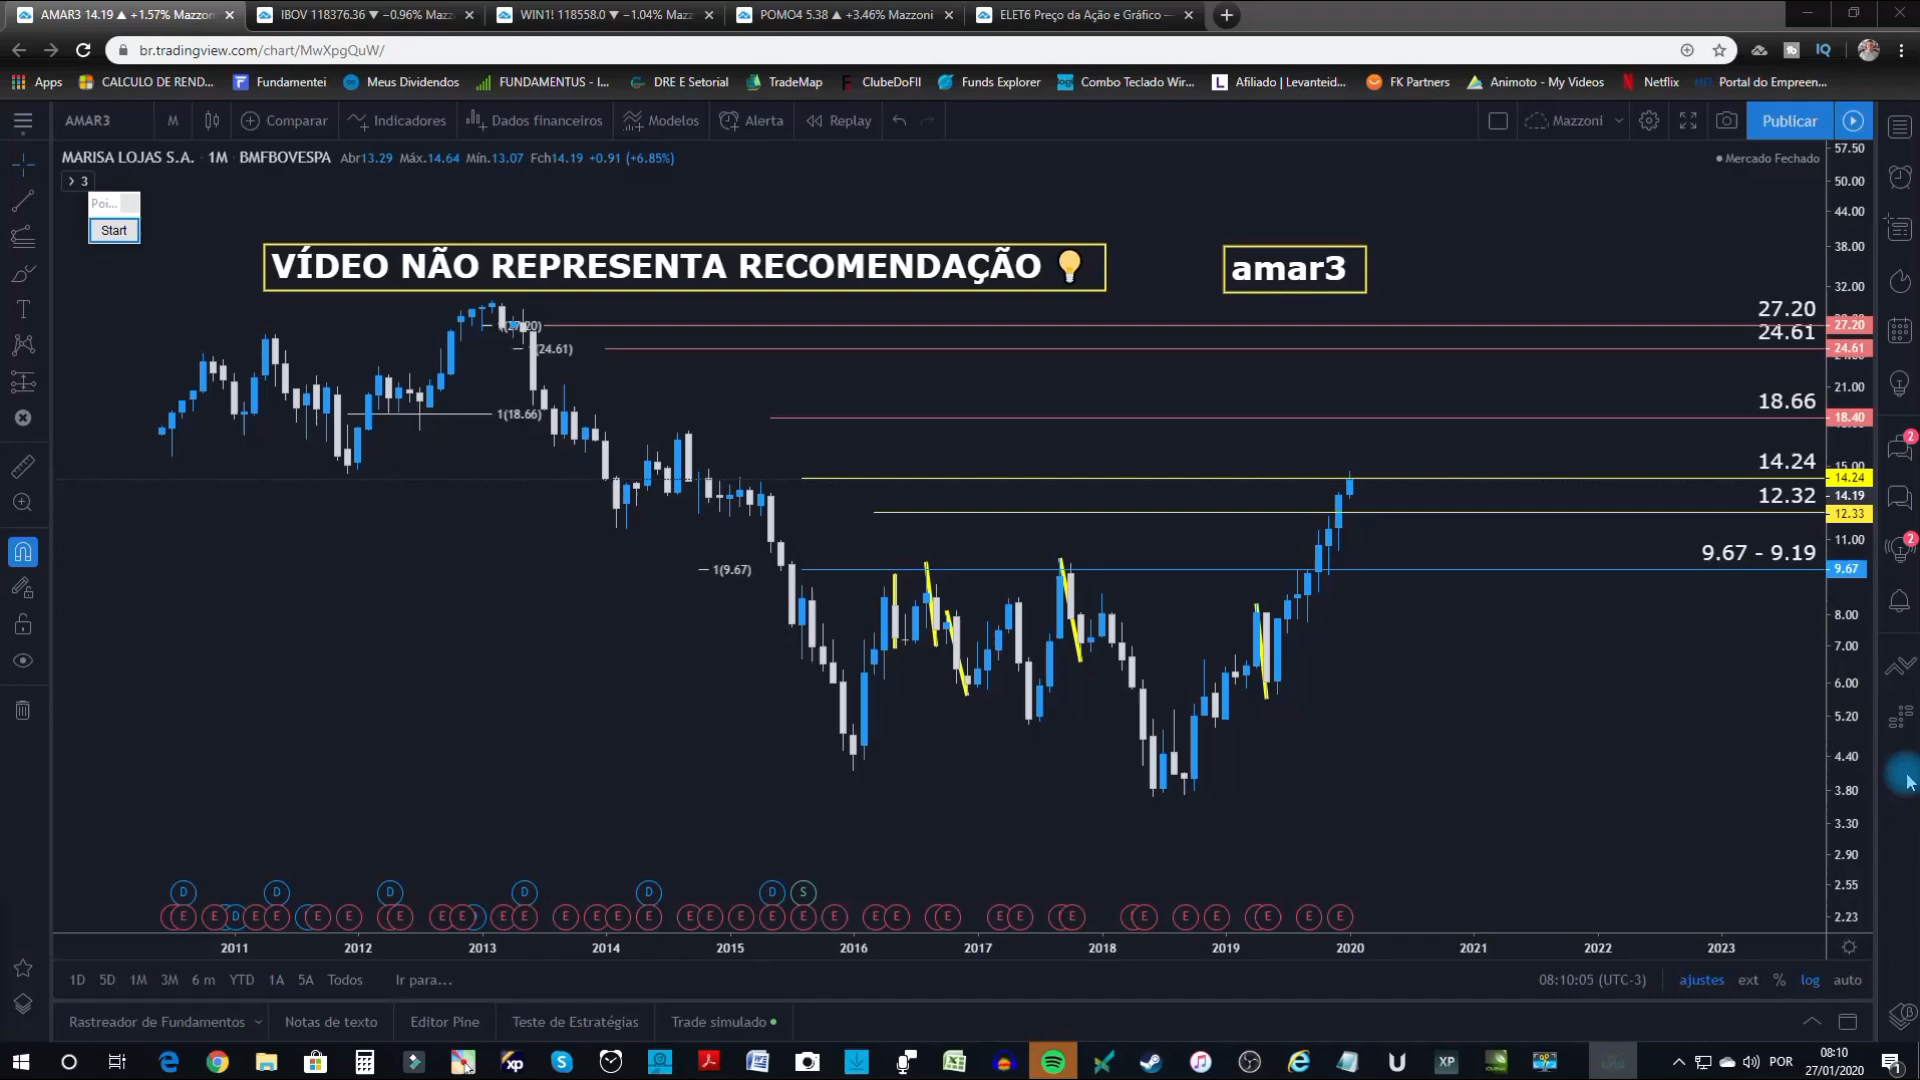 AMAR3 14.19 ▲ +1.57% Mazzoni
IBOV 118376.36 ▼ −0.96% Mazz
WIN1! 118558.0 ▼ −1.04% Mazz
POMO4 5.38 ▲ +3.46% Mazzoni
ELET6 Preço da Ação e Gráfico —
br.tradingview.com/chart/MwXpgQuW/
Apps
CALCULO DE REND...
Fundamentei
Meus Dividendos
FUNDAMENTUS - I...
DRE E Setorial
TradeMap
ClubeDoFII
Funds Explorer
Combo Teclado Wir...
Afiliado | Levanteid...
FK Partners
Animoto - My Videos
Netflix
Portal do Empreen...
AMAR3
M
Comparar
Indicadores
Dados financeiros
Modelos
Alerta
Replay
Mazzoni
Publicar
MARISA LOJAS S.A. · 1M · BMFBOVESPA Abr13.29 Máx.14.64 Mín.13.07 Fch14.19 +0.91 (+6.85%)
Mercado Fechado
3
Poi...
Start
VÍDEO NÃO REPRESENTA RECOMENDAÇÃO 💡
amar3
57.50
50.00
44.00
38.00
32.00
27.20
27.20
24.61
24.61
21.00
18.66
18.40
15.00
14.24
14.24
12.32
14.19
12.33
11.00
9.67 - 9.19
9.67
8.00
7.00
6.00
5.20
4.40
3.80
3.30
2.90
2.55
2.23
1(27.20)
(24.61)
1(18.66)
1(9.67)
2
2
D D D D D D S
E E D E E E E E E E E E E E E E E E E E E E E E E E E E E E E E E E E E E
2011 2012 2013 2014 2015 2016 2017 2018 2019 2020 2021 2022 2023
1D 5D 1M 3M 6 m YTD 1A 5A Todos Ir para...
08:10:05 (UTC-3) ajustes ext % log auto
Rastreador de Fundamentos
Notas de texto
Editor Pine
Teste de Estratégias
Trade simulado
POR
08:10
27/01/2020
1